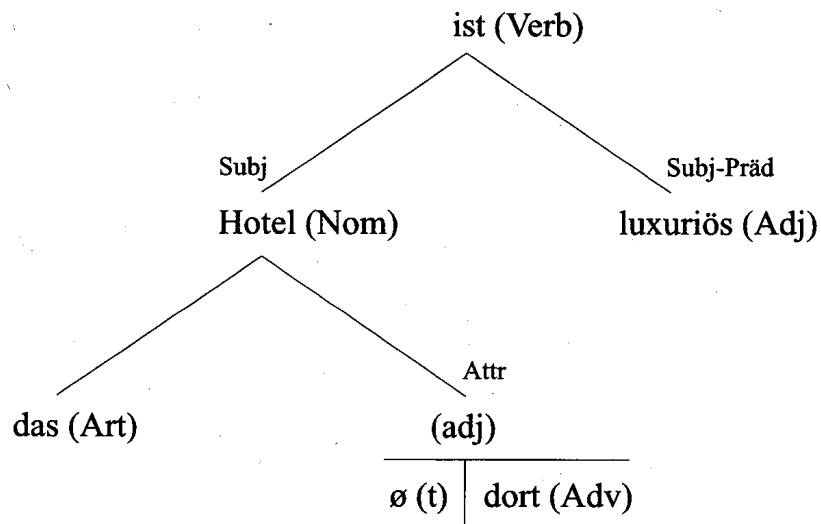 ist (Verb)
Subj
Subj-Präd
Hotel (Nom)
luxuriös (Adj)
Attr
das (Art)
(adj)
ø (t)
dort (Adv)